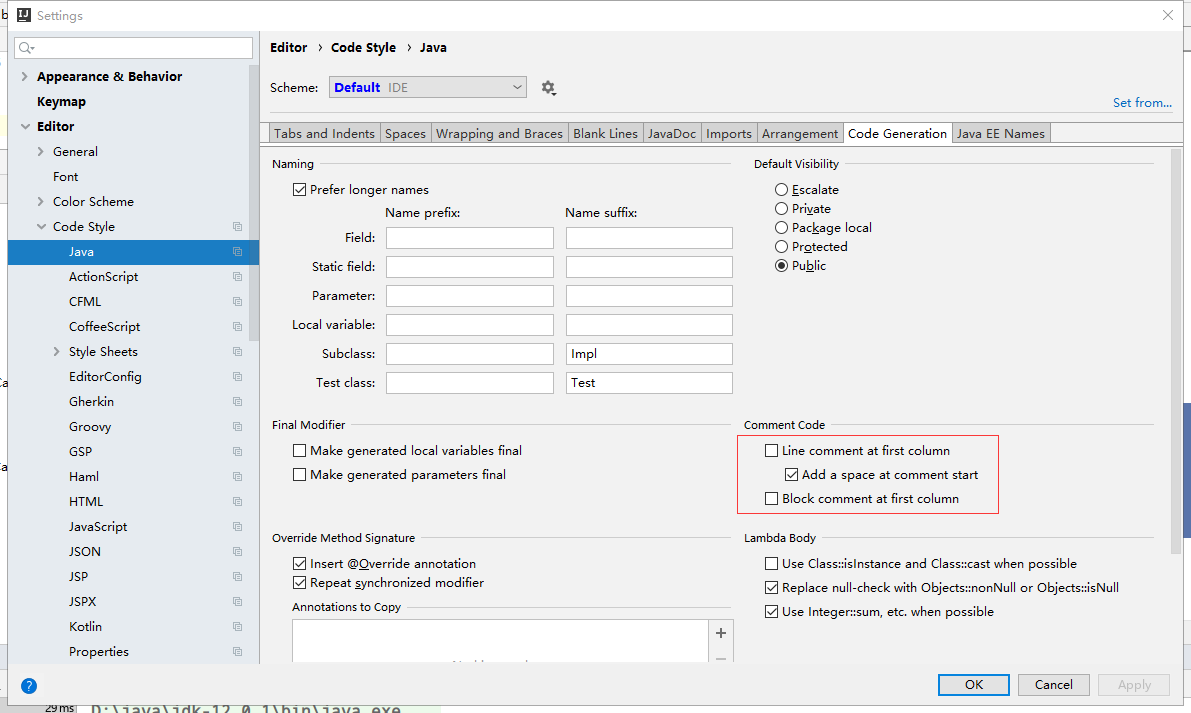 Settings
Appearance & Behavior
Keymap
Editor
General
Font
Color Scheme
Code Style
Java
ActionScript
CFML
CoffeeScript
Style Sheets
EditorConfig
Gherkin
Groovy
GSP
Haml
HTML
JavaScript
JSON
JSP
JSPX
Kotlin
Properties
Editor › Code Style › Java
Scheme: Default IDE
Set from...
Tabs and Indents Spaces Wrapping and Braces Blank Lines JavaDoc Imports Arrangement Code Generation Java EE Names
Naming
Prefer longer names
Name prefix: Name suffix:
Field:
Static field:
Parameter:
Local variable:
Subclass: Impl
Test class: Test
Default Visibility
Escalate
Private
Package local
Protected
Public
Final Modifier
Make generated local variables final
Make generated parameters final
Comment Code
Line comment at first column
Add a space at comment start
Block comment at first column
Override Method Signature
Insert @Override annotation
Repeat synchronized modifier
Annotations to Copy
Lambda Body
Use Class::isInstance and Class::cast when possible
Replace null-check with Objects::nonNull or Objects::isNull
Use Integer::sum, etc. when possible
OK Cancel Apply
29 ms D:\java\jdk-12.0.1\bin\java.exe